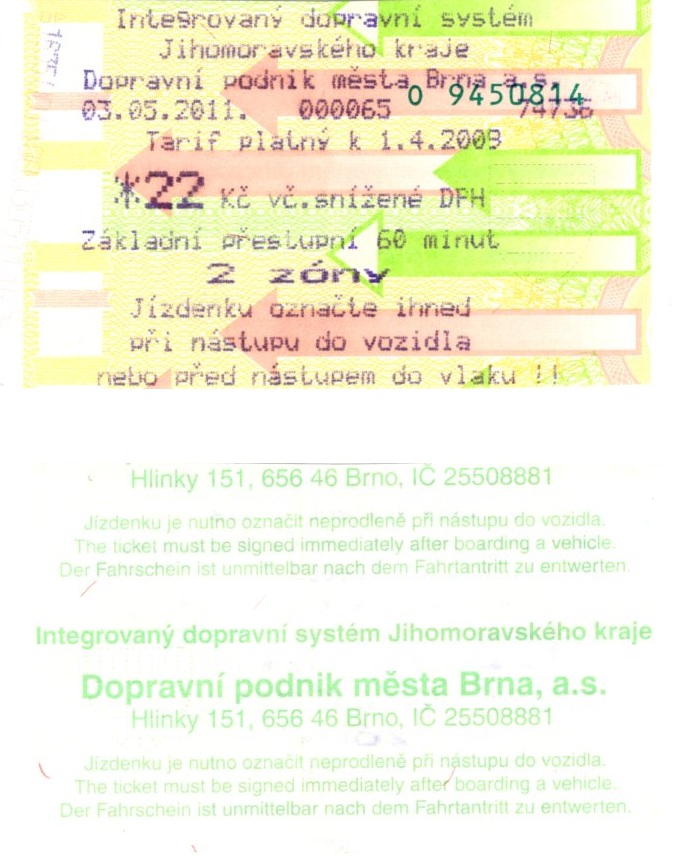 Integrovaný dopravní systém
Jihomoravského kraje
Dopravní podnik města Brna a.s.
03.05.2011. 000065 74736
O 9450814
Tarif platný k 1.4.2009
*22 Kč vč.snížené DPH
Základní přestupní 60 minut
2 zóny
Jízdenku označte ihned
při nástupu do vozidla
nebo před nástupem do vlaku !!
Hlinky 151, 656 46 Brno, IČ 25508881
Jízdenku je nutno označit neprodleně při nástupu do vozidla.
The ticket must be signed immediately after boarding a vehicle.
Der Fahrschein ist unmittelbar nach dem Fahrtantritt zu entwerten.
Integrovaný dopravní systém Jihomoravského kraje
Dopravní podnik města Brna, a.s.
Hlinky 151, 656 46 Brno, IČ 25508881
Jízdenku je nutno označit neprodleně při nástupu do vozidla.
The ticket must be signed immediately after boarding a vehicle.
Der Fahrschein ist unmittelbar nach dem Fahrtantritt zu entwerten.